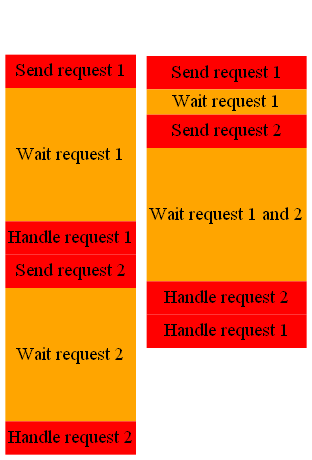 Send request 1
Wait request 1
Handle request 1
Send request 2
Wait request 2
Handle request 2
Send request 1
Wait request 1
Send request 2
Wait request 1 and 2
Handle request 2
Handle request 1